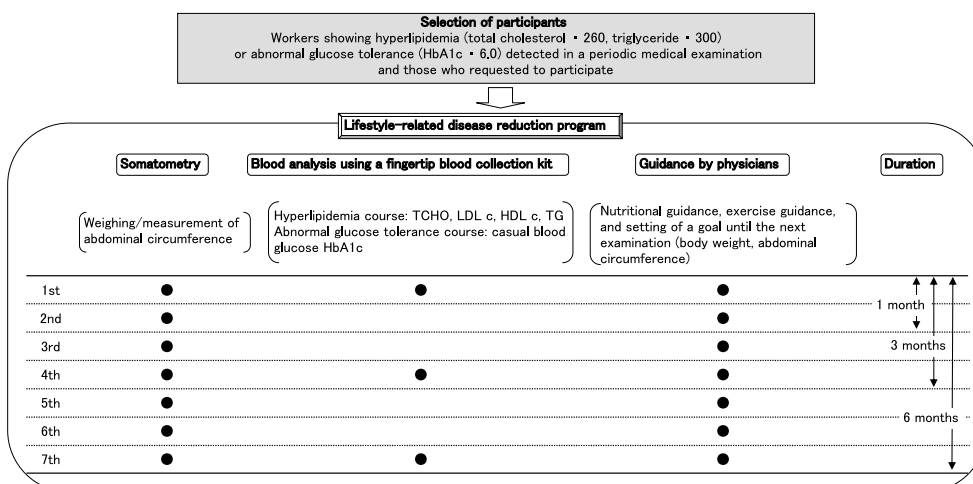 Selection of participants
Workers showing hyperlipidemia (total cholesterol ・ 260, triglyceride ・ 300)
or abnormal glucose tolerance (HbA1c ・ 6.0) detected in a periodic medical examination
and those who requested to participate
Lifestyle-related disease reduction program
Somatometry
Blood analysis using a fingertip blood collection kit
Guidance by physicians
Duration
Weighing/measurement of
abdominal circumference
Hyperlipidemia course: TCHO, LDL c, HDL c, TG
Abnormal glucose tolerance course: casual blood
glucose HbA1c
Nutritional guidance, exercise guidance,
and setting of a goal until the next
examination (body weight, abdominal
circumference)
1st ● ● ●
2nd ● ●
1 month
3rd ● ●
3 months
4th ● ● ●
5th ● ●
6th ● ●
6 months
7th ● ● ●